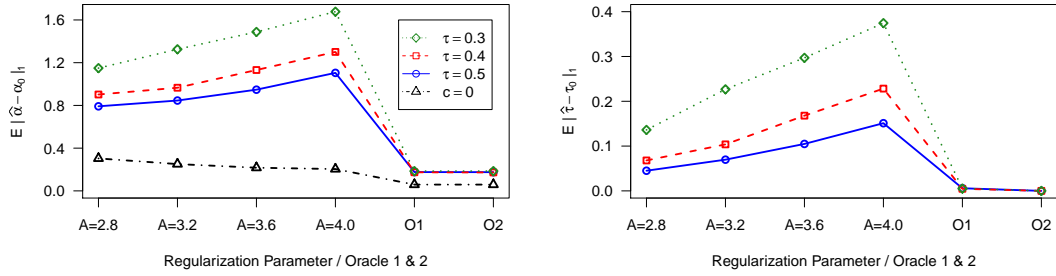 E | α̂ − α₀ |₁
1.6
1.2
0.8
0.4
0.0
τ = 0.3
τ = 0.4
τ = 0.5
c = 0
A=2.8 A=3.2 A=3.6 A=4.0 O1 O2
Regularization Parameter / Oracle 1 & 2
E | τ̂ − τ₀ |₁
0.4
0.3
0.2
0.1
0.0
A=2.8 A=3.2 A=3.6 A=4.0 O1 O2
Regularization Parameter / Oracle 1 & 2